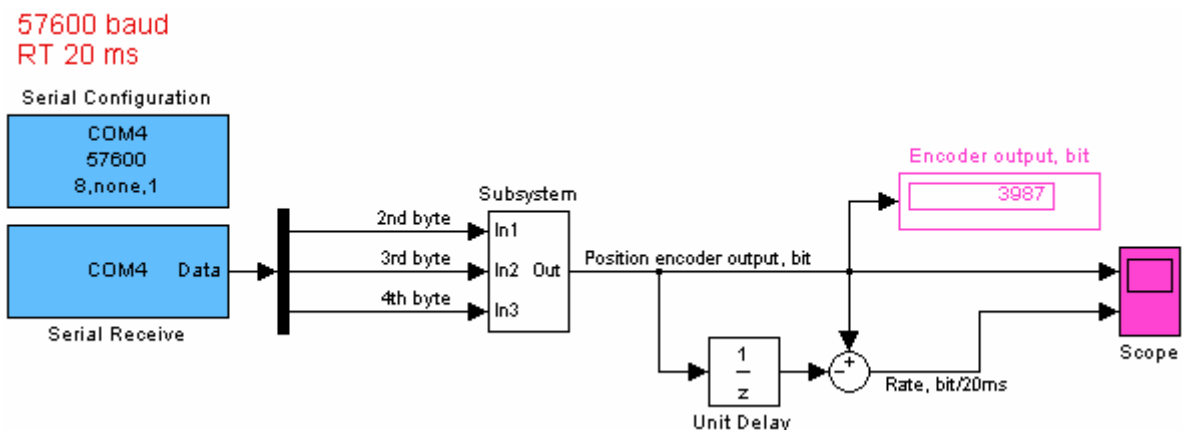 57600 baud
RT 20 ms
Serial Configuration
COM4
57600
8,none,1
COM4 Data
Serial Receive
2nd byte
3rd byte
4th byte
Subsystem
In1
In2 Out
In3
Position encoder output, bit
Encoder output, bit
3987
1
z
Unit Delay
+
-
Rate, bit/20ms
Scope